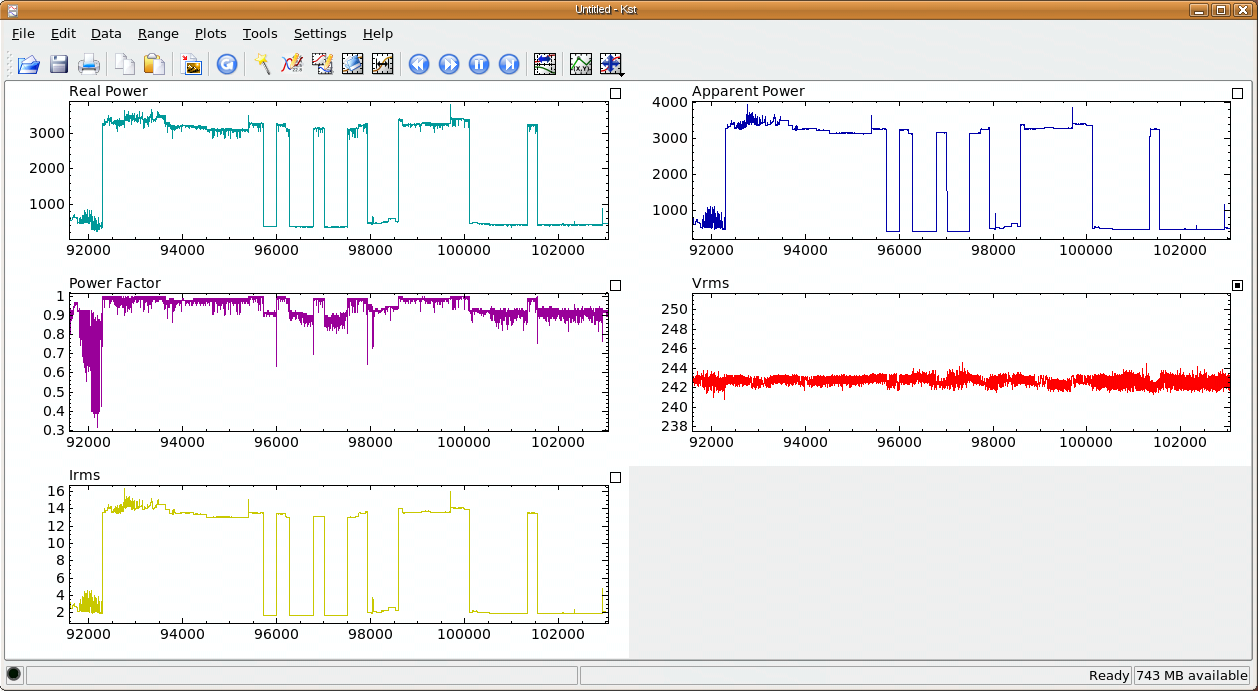 Untitled - Kst
File Edit Data Range Plots Tools Settings Help
Real Power
3000
2000
1000
92000 94000 96000 98000 100000 102000
Apparent Power
4000
3000
2000
1000
92000 94000 96000 98000 100000 102000
Power Factor
1
0.9
0.8
0.7
0.6
0.5
0.4
0.3
92000 94000 96000 98000 100000 102000
Vrms
250
248
246
244
242
240
238
92000 94000 96000 98000 100000 102000
Irms
16
14
12
10
8
6
4
2
92000 94000 96000 98000 100000 102000
Ready 743 MB available